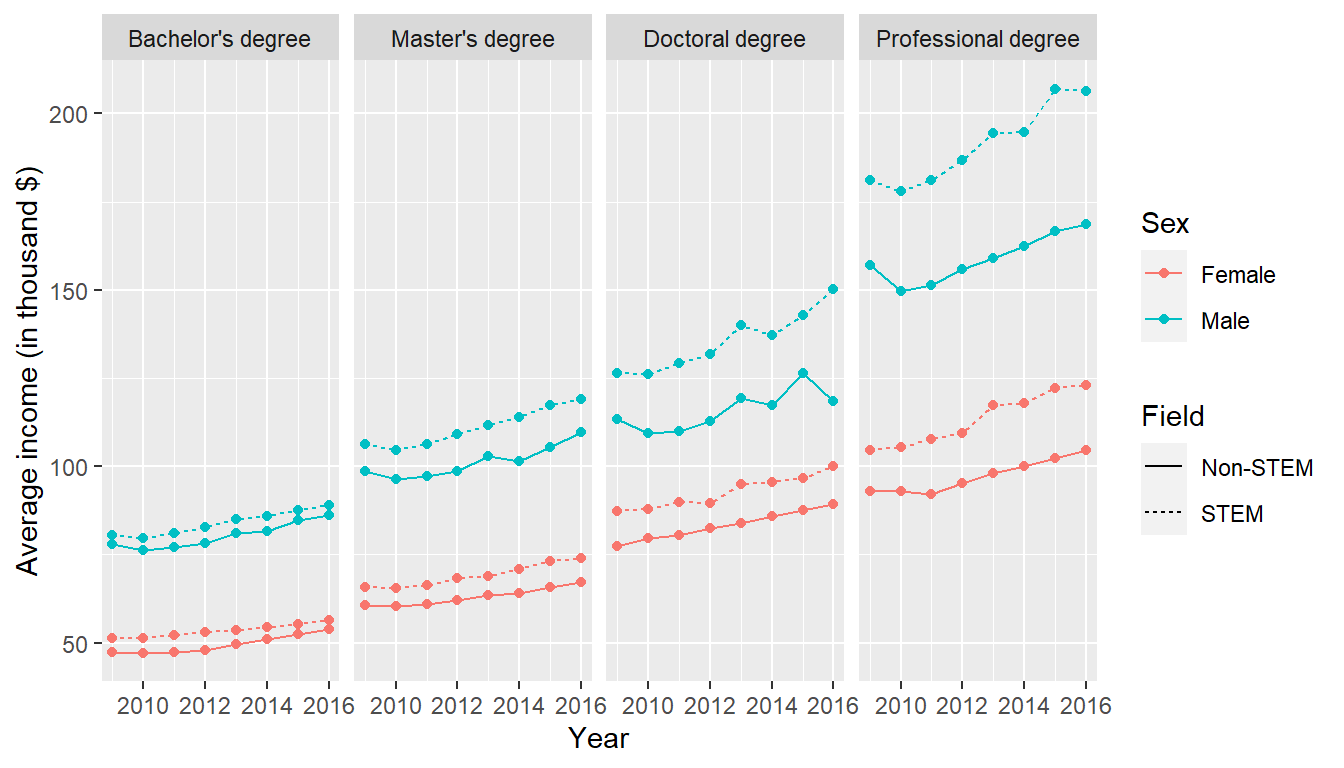 Bachelor's degree
Master's degree
Doctoral degree
Professional degree
Average income (in thousand $)
200
150
100
50
2010 2012 2014 2016
2010 2012 2014 2016
2010 2012 2014 2016
2010 2012 2014 2016
Year
Sex
Female
Male
Field
Non-STEM
STEM